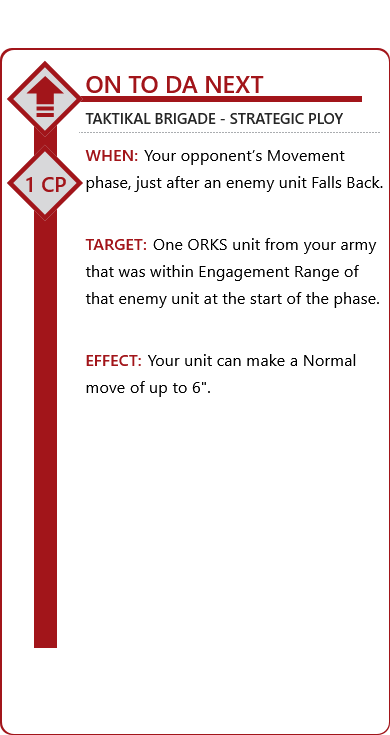 ON TO DA NEXT
TAKTIKAL BRIGADE - STRATEGIC PLOY
1 CP
WHEN: Your opponent’s Movement
phase, just after an enemy unit Falls Back.
TARGET: One ORKS unit from your army
that was within Engagement Range of
that enemy unit at the start of the phase.
EFFECT: Your unit can make a Normal
move of up to 6".